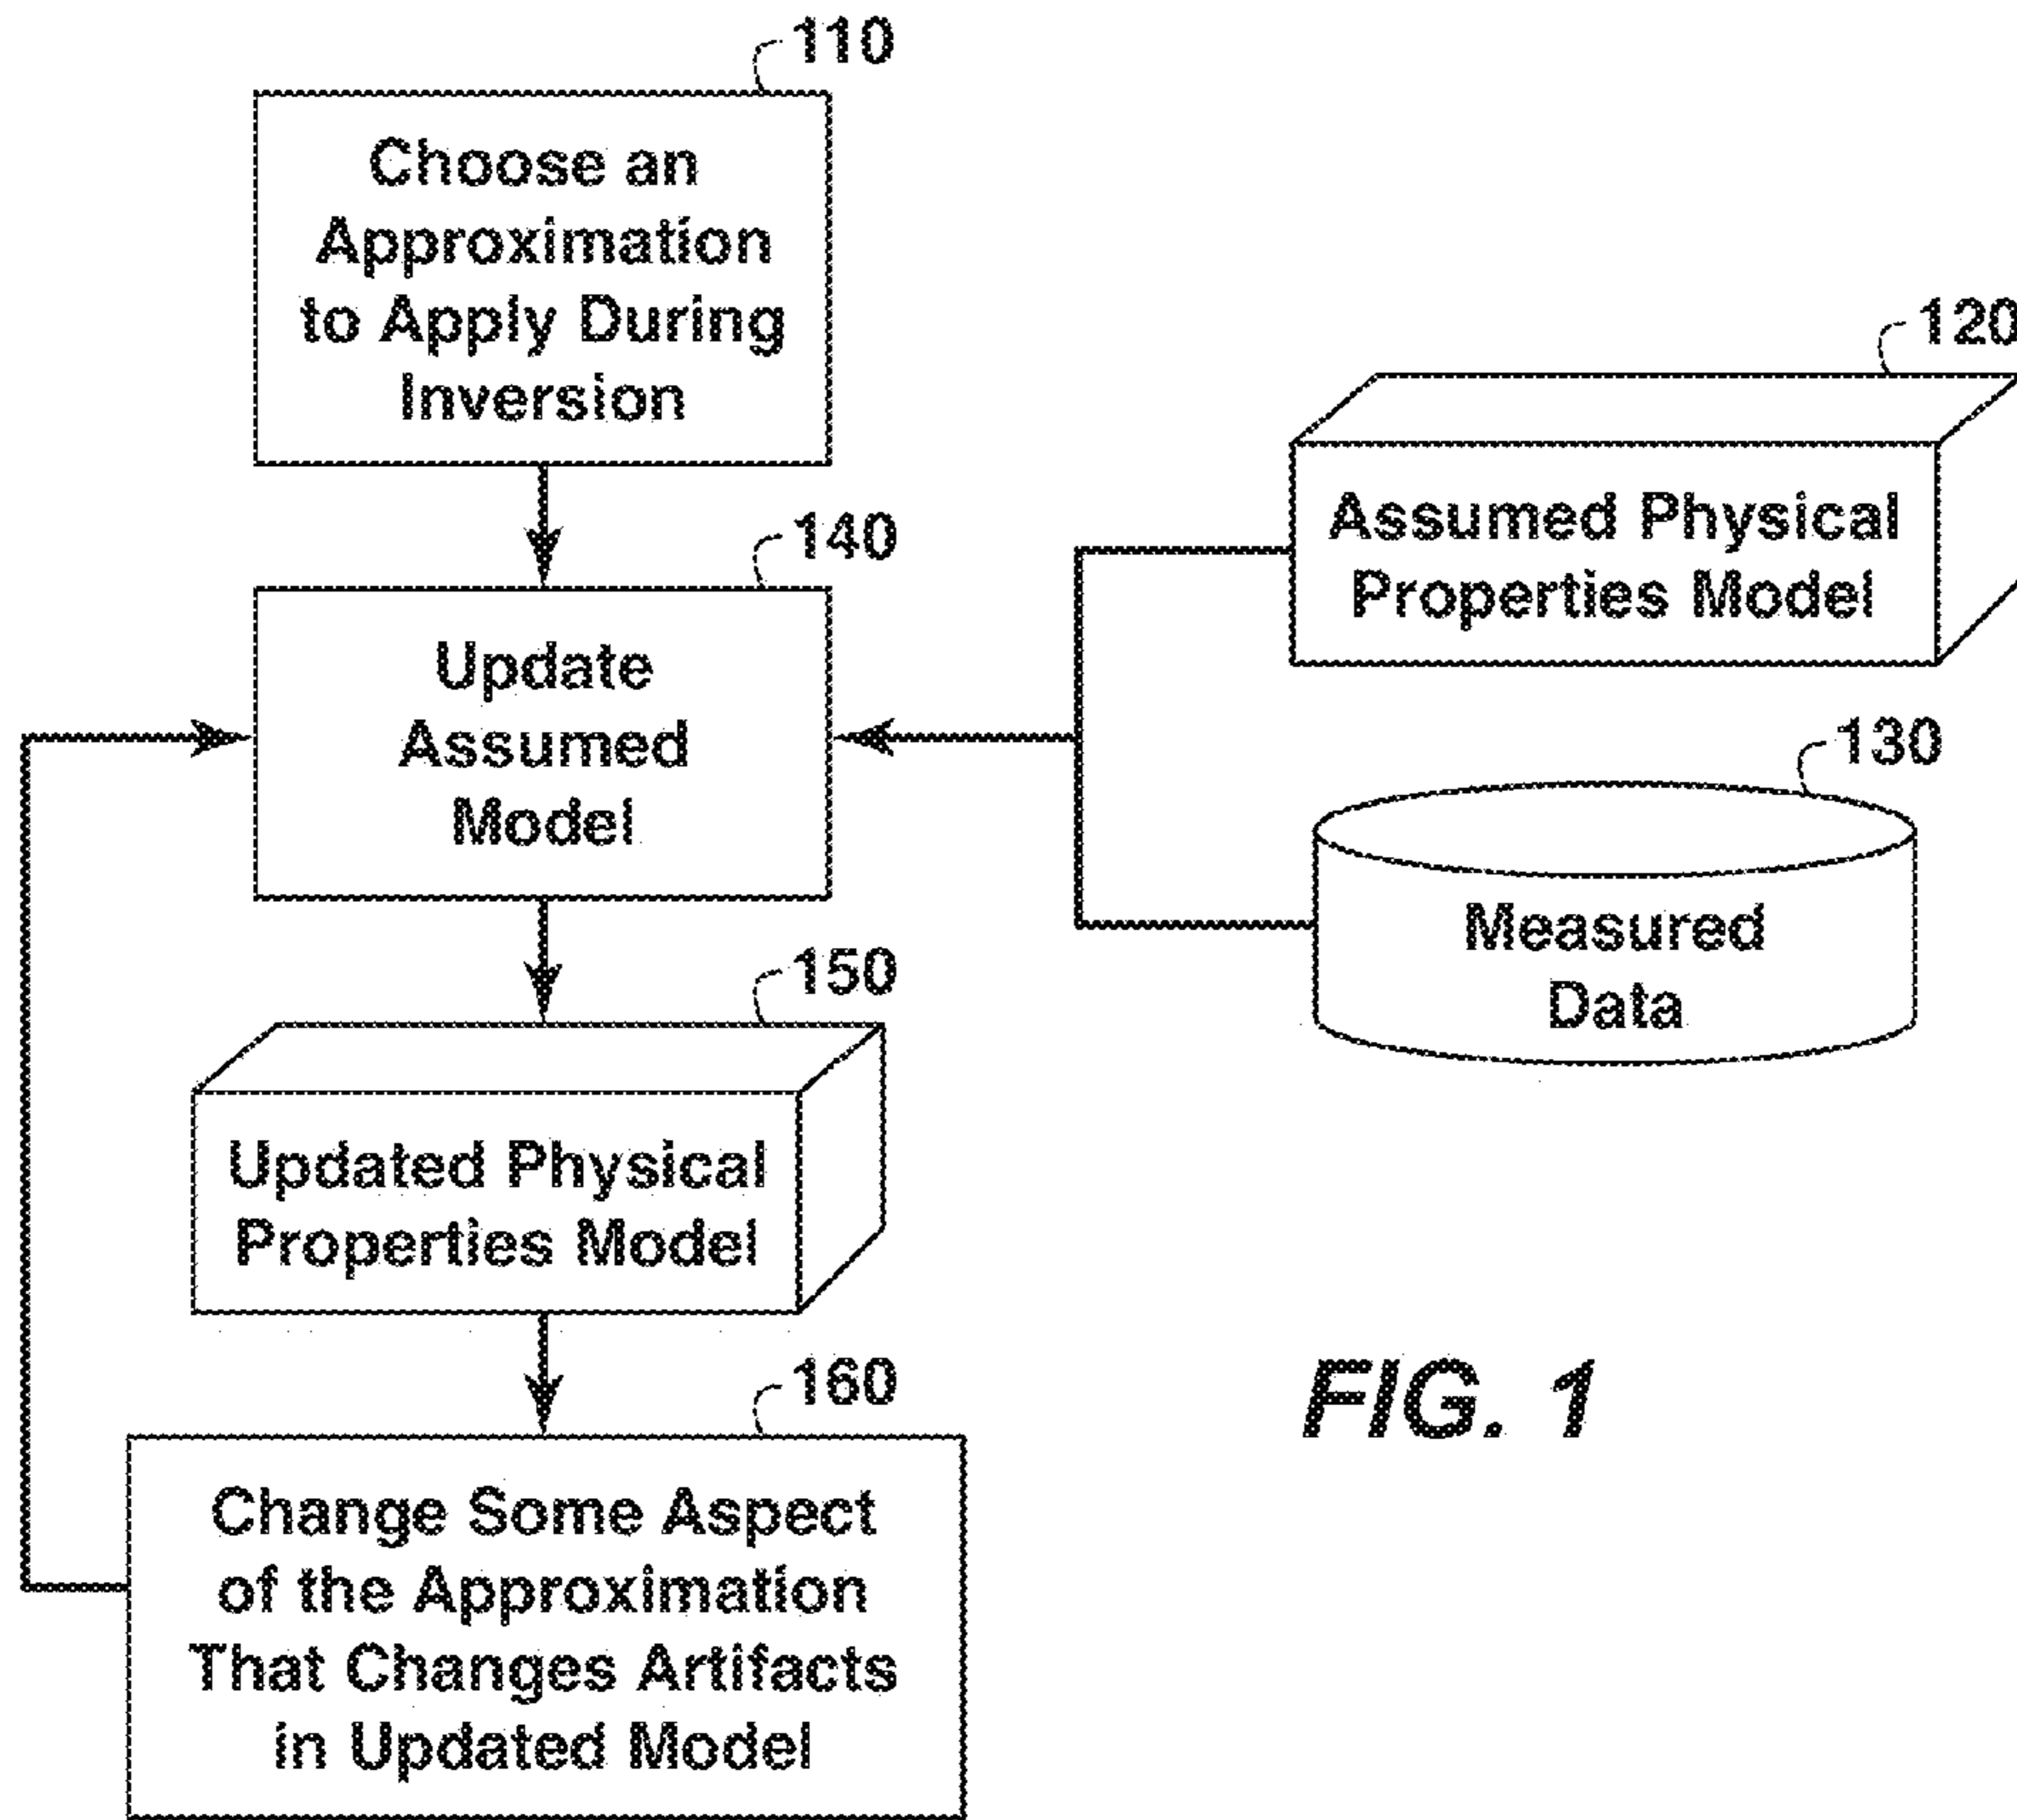 110
Choose an
Approximation
to Apply During
Inversion
120
Assumed Physical
Properties Model
140
Update
Assumed
Model
130
Measured
Data
150
Updated Physical
Properties Model
160
Change Some Aspect
of the Approximation
That Changes Artifacts
in Updated Model
FIG. 1